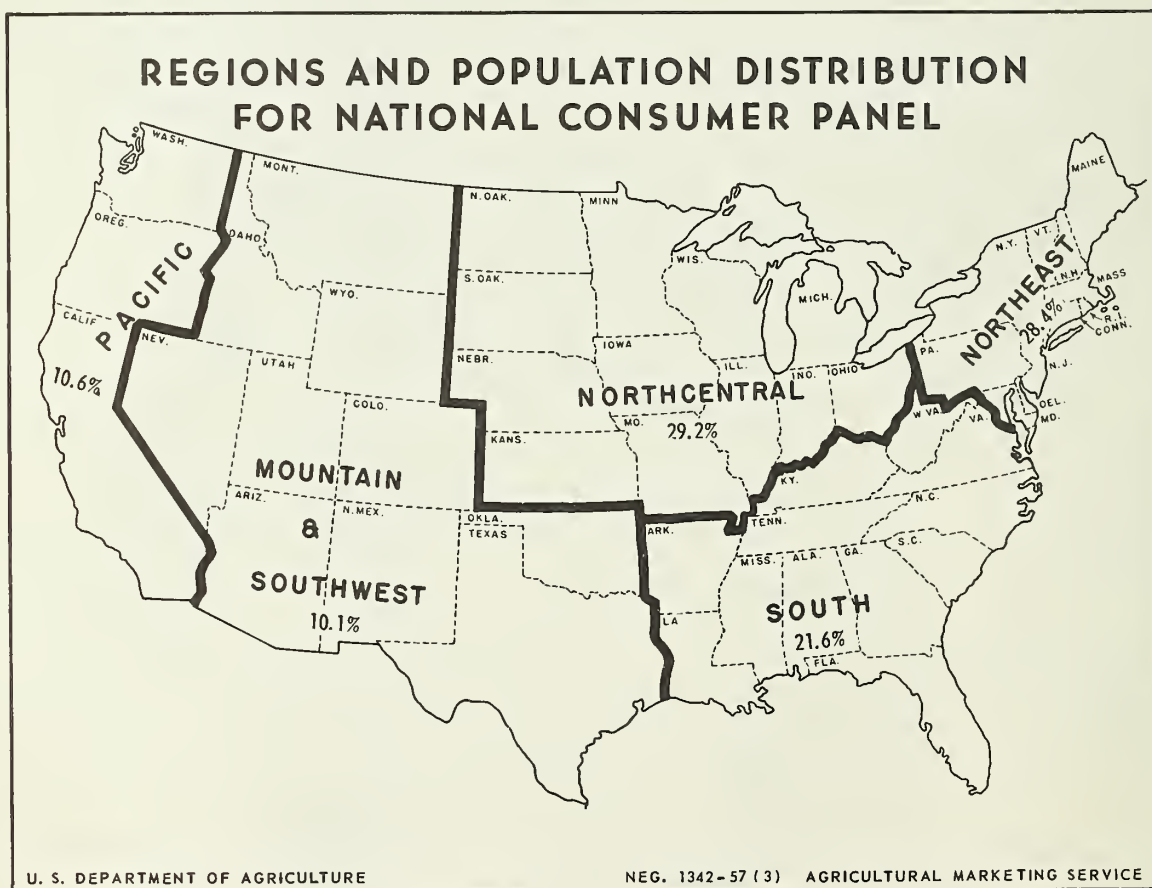 REGIONS AND POPULATION DISTRIBUTION
FOR NATIONAL CONSUMER PANEL
WASH.
MONT.
N. OAK.
MINN
MAINE
OREG.
DAHO
S. OAK.
WIS.
MICH.
N.Y.
VT.
N.H.
MASS
R.I.
CONN.
PACIFIC
10.6%
CALIF
NEV.
WYO.
UTAH
COLO.
NEBR.
IOWA
ILL.
IND.
OHIO
PA.
NORTHEAST
28.4%
N.J.
DEL.
MD.
NORTHCENTRAL
29.2%
KANS.
MO.
W. VA.
VA.
KY.
MOUNTAIN
&
SOUTHWEST
10.1%
ARIZ.
N. MEX.
OKLA.
TEXAS
ARK.
TENN.
N.C.
S.C.
MISS.
ALA.
GA.
LA
SOUTH
21.6%
FLA.
U. S. DEPARTMENT OF AGRICULTURE
NEG. 1342-57 (3) AGRICULTURAL MARKETING SERVICE